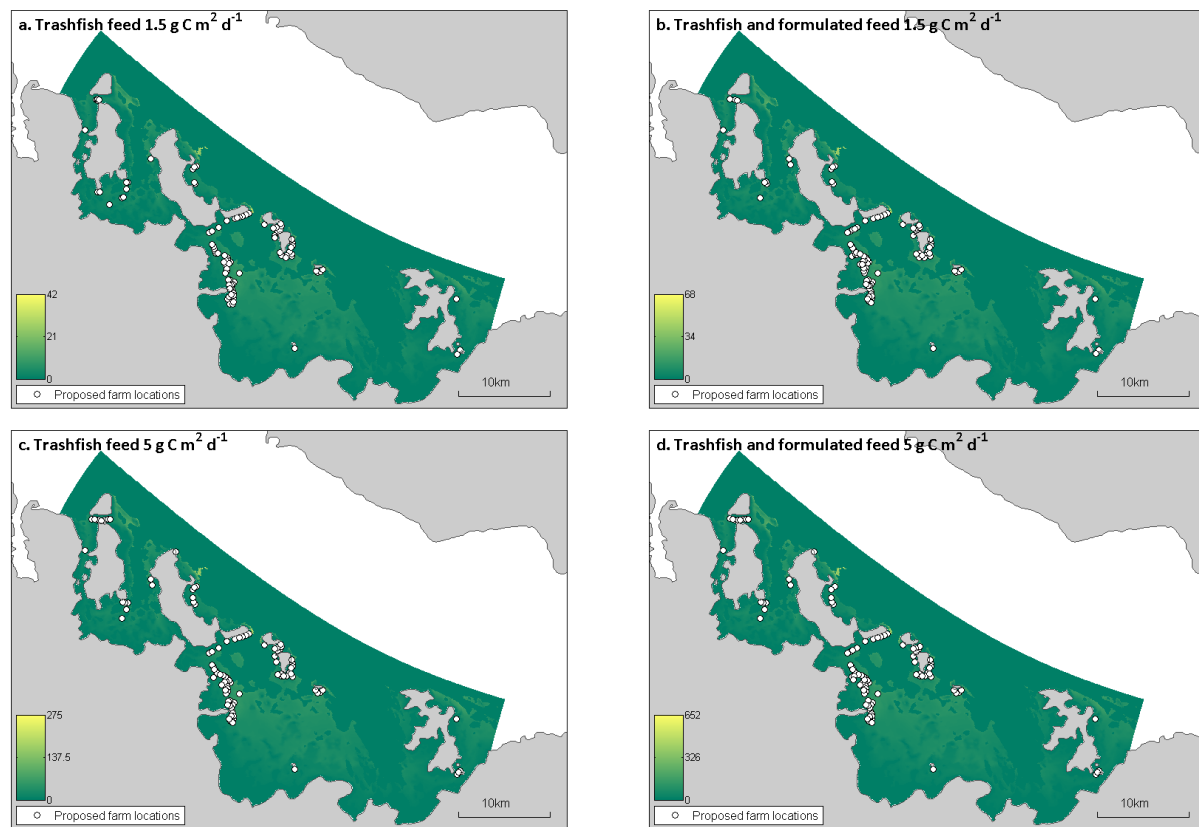 a. Trashfish feed 1.5 g C m² d⁻¹
42
21
0
Proposed farm locations
10km
b. Trashfish and formulated feed 1.5 g C m² d⁻¹
68
34
0
Proposed farm locations
10km
c. Trashfish feed 5 g C m² d⁻¹
275
137.5
0
Proposed farm locations
10km
d. Trashfish and formulated feed 5 g C m² d⁻¹
652
326
0
Proposed farm locations
10km